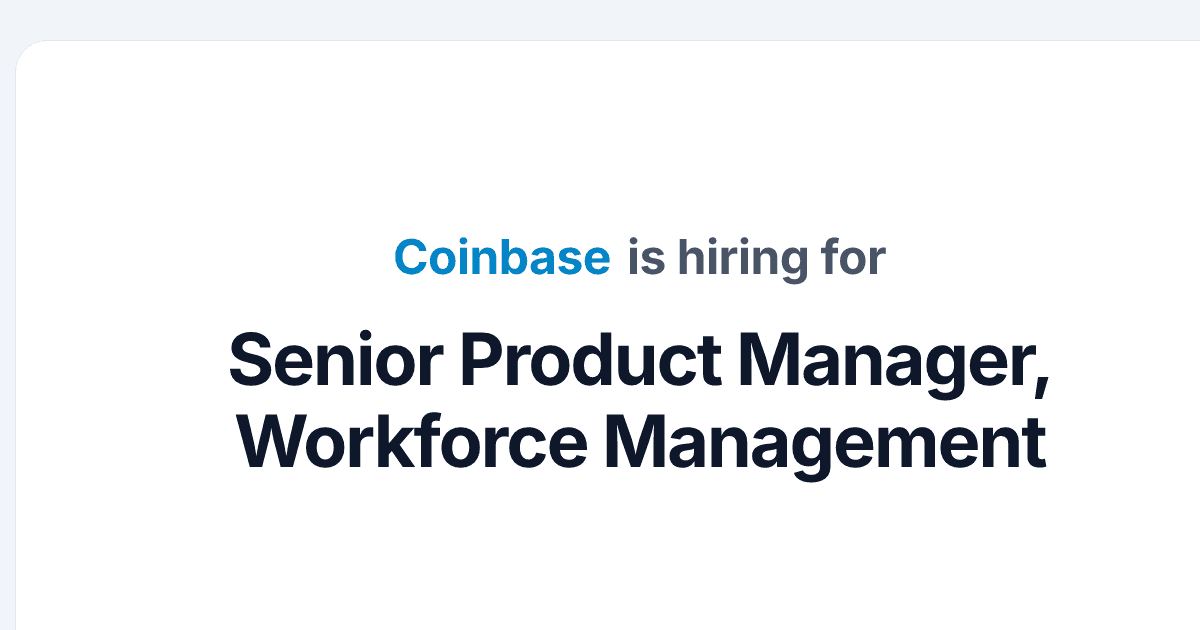 Coinbase is hiring for
Senior Product Manager,
Workforce Management